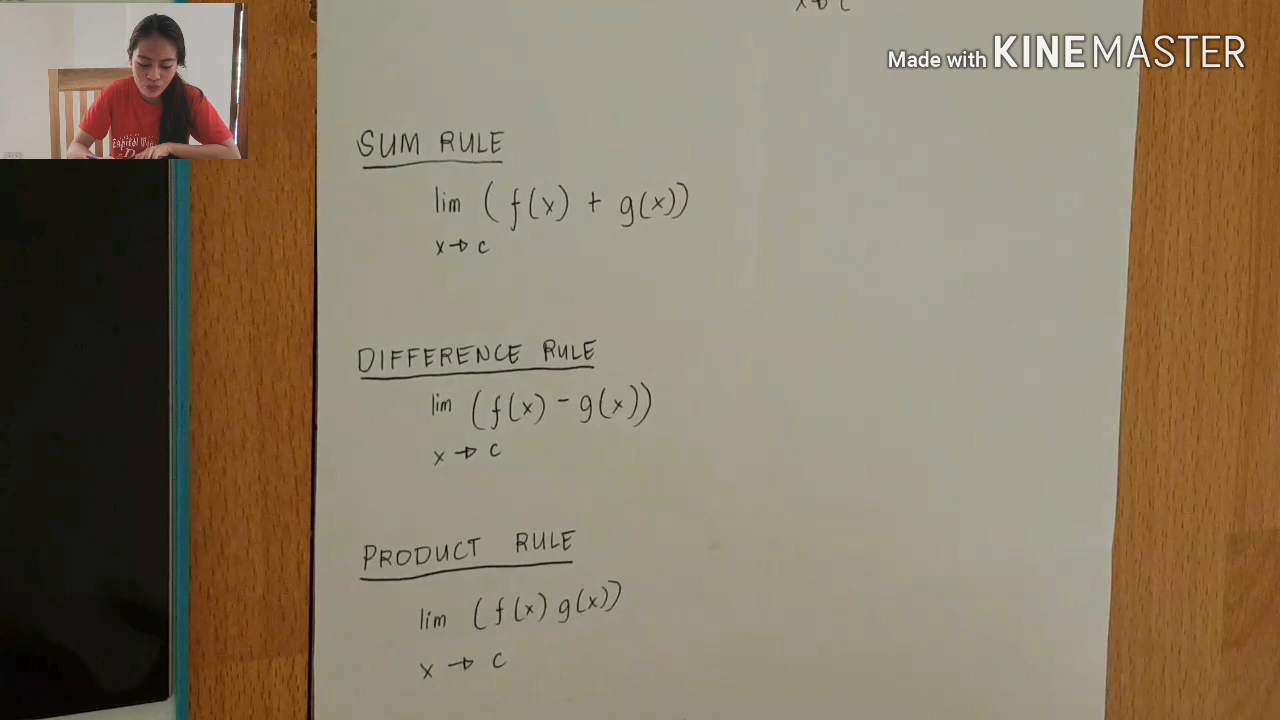 x→c
Made with KINEMASTER
SUM RULE
lim (f(x) + g(x))
x→c
DIFFERENCE RULE
lim (f(x) - g(x))
x→c
PRODUCT RULE
lim (f(x) g(x))
x→c